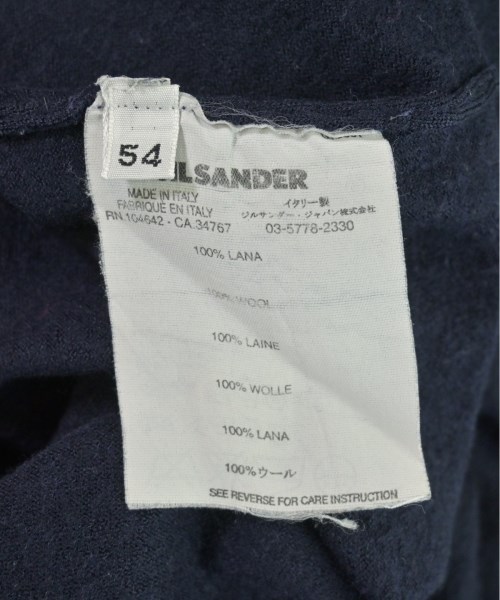 54
LSANDER
MADE IN ITALY
FABRIQUE EN ITALY
RN 104642 - CA.34767
イタリー製
ジルサンダー・ジャパン株式会社
03-5778-2330
100% LANA
100% WOOL
100% LAINE
100% WOLLE
100% LANA
100%ウール
SEE REVERSE FOR CARE INSTRUCTION